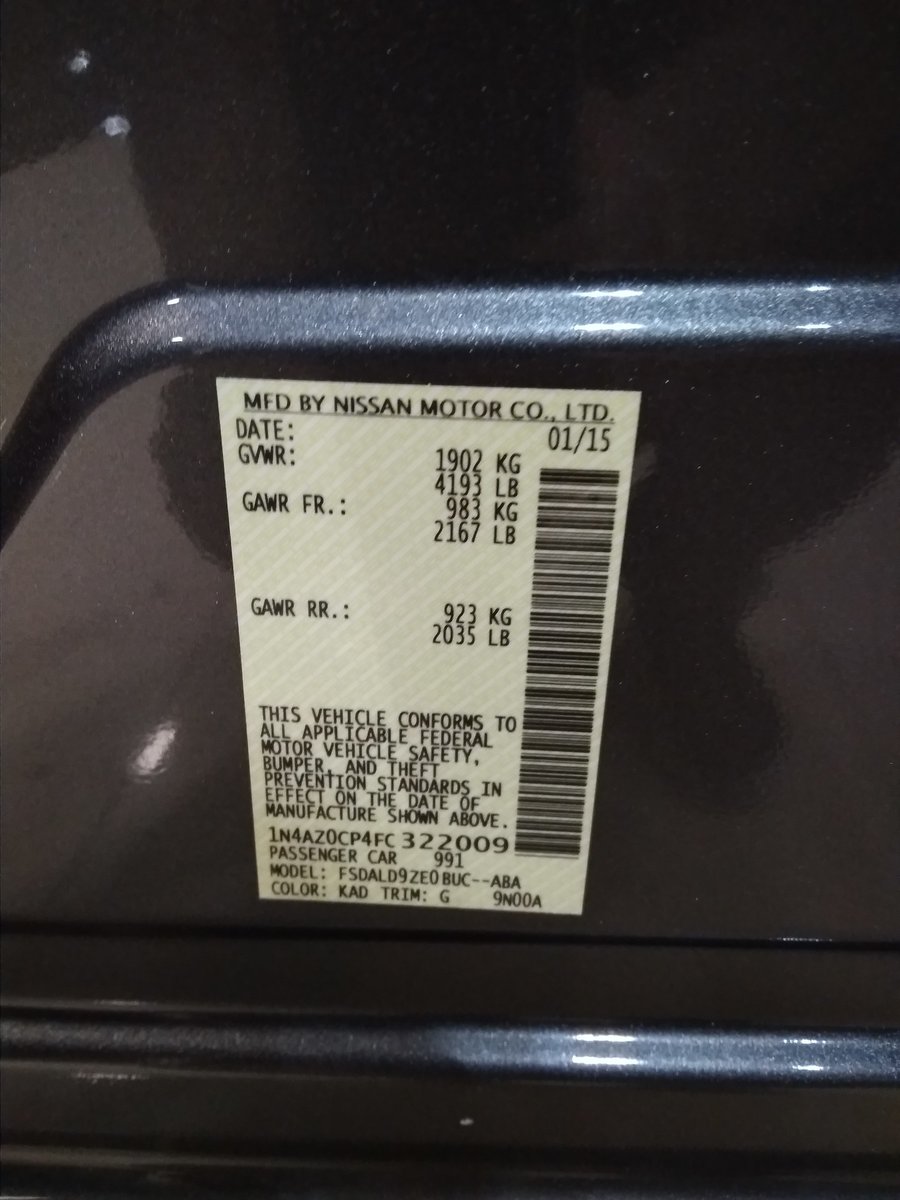 MFD BY NISSAN MOTOR CO., LTD.
DATE: 01/15
GVWR: 1902 KG
4193 LB
GAWR FR.: 983 KG
2167 LB
GAWR RR.: 923 KG
2035 LB
THIS VEHICLE CONFORMS TO
ALL APPLICABLE FEDERAL
MOTOR VEHICLE SAFETY,
BUMPER, AND THEFT
PREVENTION STANDARDS IN
EFFECT ON THE DATE OF
MANUFACTURE SHOWN ABOVE.
1N4AZ0CP4FC322009
PASSENGER CAR 991
MODEL: FSDALD9ZE0BUC--ABA
COLOR: KAD TRIM: G 9N00A